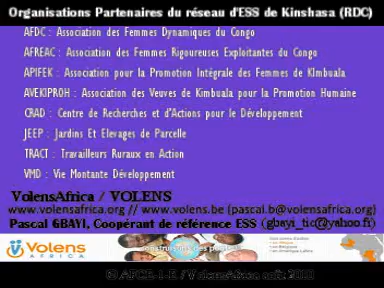 Organisations Partenaires du réseau d'ESS de Kinshasa (RDC)
AFDC : Association des Femmes Dynamiques du Congo
AFREAC : Association des Femmes Rigoureuses Exploitantes du Congo
APIFEK : Association pour la Promotion Intégrale des Femmes de KImbuala
AVEKIPROH : Association des Veuves de Kimbuala pour la Promotion Humaine
CRAD : Centre de Recherches et d'Actions pour le Développement
JEEP : Jardins Et Elevages de Parcelle
TRACT : Travailleurs Ruraux en Action
VMD : Vie Montante Développement
VolensAfrica / VOLENS
www.volensafrica.org // www.volens.be (pascal.b@volensafrica.org)
Pascal GBAYI, Coopérant de référence ESS (gbayi_tic@yahoo.fr)
Volens
AFRICA